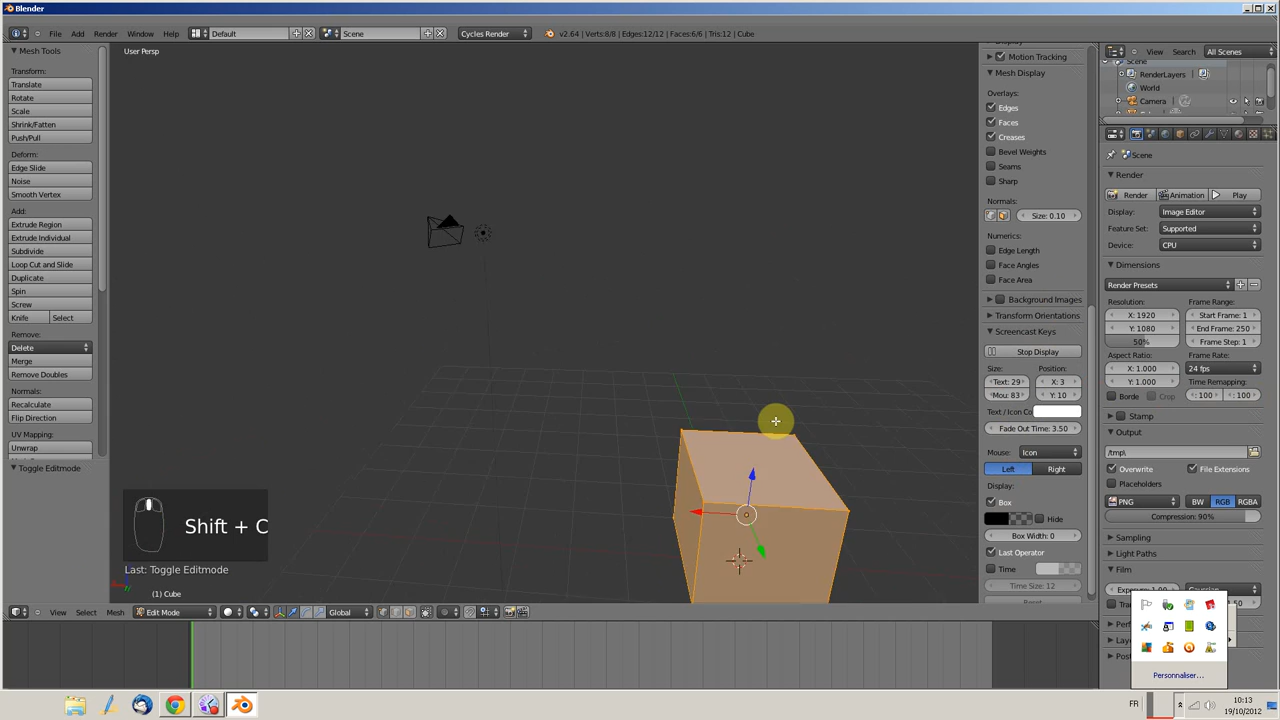 Blender
File Add Render Window Help Default Scene Cycles Render v2.64 | Verts:8/8 | Edges:12/12 | Faces:6/6 | Tris:12 | Cube
Mesh Tools
Transform:
Translate
Rotate
Scale
Shrink/Fatten
Push/Pull
Deform:
Edge Slide
Noise
Smooth Vertex
Add:
Extrude Region
Extrude Individual
Subdivide
Loop Cut and Slide
Duplicate
Spin
Screw
Knife Select
Remove:
Delete
Merge
Remove Doubles
Normals:
Recalculate
Flip Direction
UV Mapping:
Unwrap
Toggle Editmode
User Persp
Shift + C
Last: Toggle Editmode
(1) Cube
View Select Mesh Edit Mode Global
Motion Tracking
Mesh Display
Overlays:
Edges
Faces
Creases
Bevel Weights
Seams
Sharp
Normals:
Size: 0.10
Numerics:
Edge Length
Face Angles
Face Area
Background Images
Transform Orientations
Screencast Keys
Stop Display
Size: Position:
Text: 29 X: 3
Mou: 83 Y: 10
Text / Icon Co
Fade Out Time: 3.50
Mouse: Icon
Left Right
Display:
Box
Hide
Box Width: 0
Last Operator
Time
Time Size: 12
View Search All Scenes
Scene
RenderLayers
World
Camera
Scene
Render
Render Animation Play
Display: Image Editor
Feature Set: Supported
Device: CPU
Dimensions
Render Presets
Resolution: Frame Range:
X: 1920 Start Frame: 1
Y: 1080 End Frame: 250
50% Frame Step: 1
Aspect Ratio: Frame Rate:
X: 1.000 24 fps
Y: 1.000 Time Remapping:
Borde Crop : 100 : 100
Stamp
Output
/tmp\
Overwrite File Extensions
PNG BW RGB RGBA
Compression: 90%
Sampling
Light Paths
Film
Personnaliser...
FR 10:13
19/10/2012